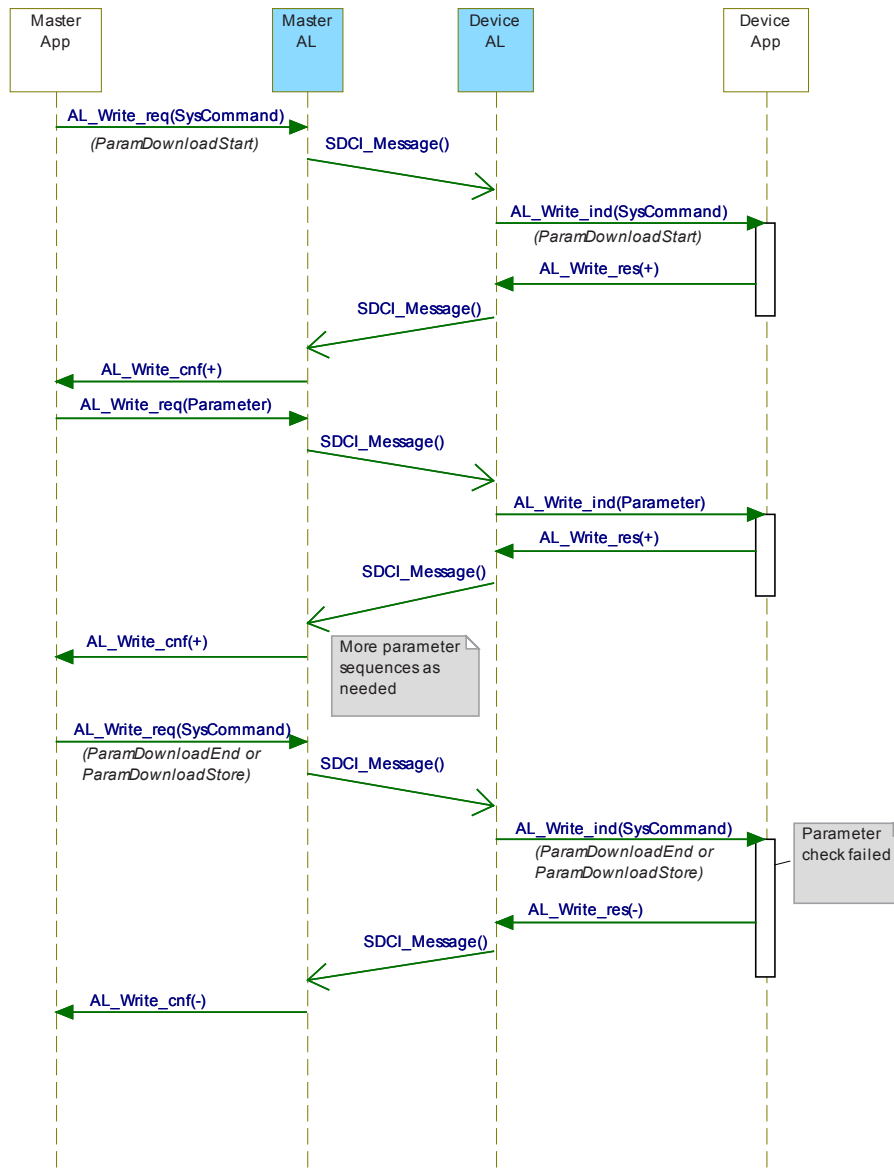 Master
App
Master
AL
Device
AL
Device
App
AL_Write_req(SysCommand)
(ParamDownloadStart)
SDCI_Message()
AL_Write_ind(SysCommand)
(ParamDownloadStart)
AL_Write_res(+)
SDCI_Message()
AL_Write_cnf(+)
AL_Write_req(Parameter)
SDCI_Message()
AL_Write_ind(Parameter)
AL_Write_res(+)
SDCI_Message()
AL_Write_cnf(+)
More parameter
sequences as
needed
AL_Write_req(SysCommand)
(ParamDownloadEnd or
ParamDownloadStore)
SDCI_Message()
AL_Write_ind(SysCommand)
(ParamDownloadEnd or
ParamDownloadStore)
Parameter
check failed
AL_Write_res(-)
SDCI_Message()
AL_Write_cnf(-)